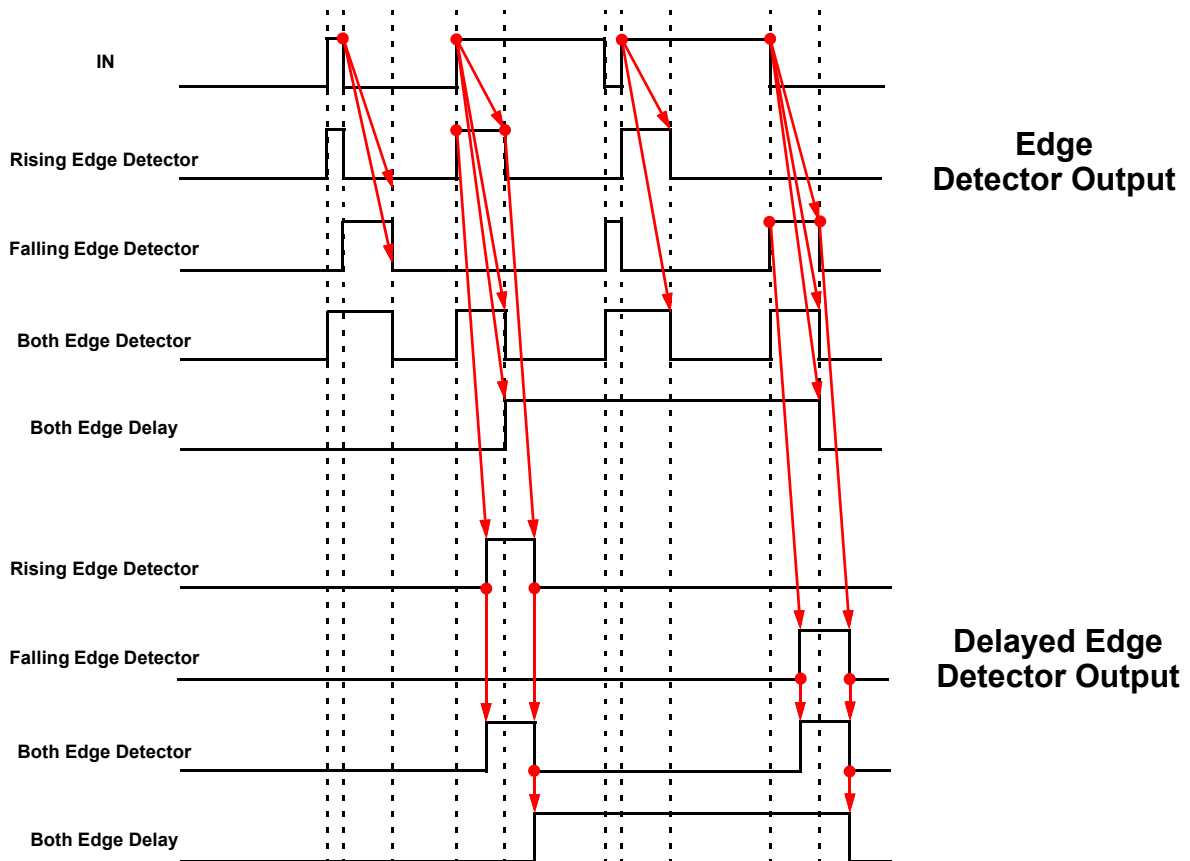 IN
Rising Edge Detector
Edge
Detector Output
Falling Edge Detector
Both Edge Detector
Both Edge Delay
Rising Edge Detector
Falling Edge Detector
Delayed Edge
Detector Output
Both Edge Detector
Both Edge Delay